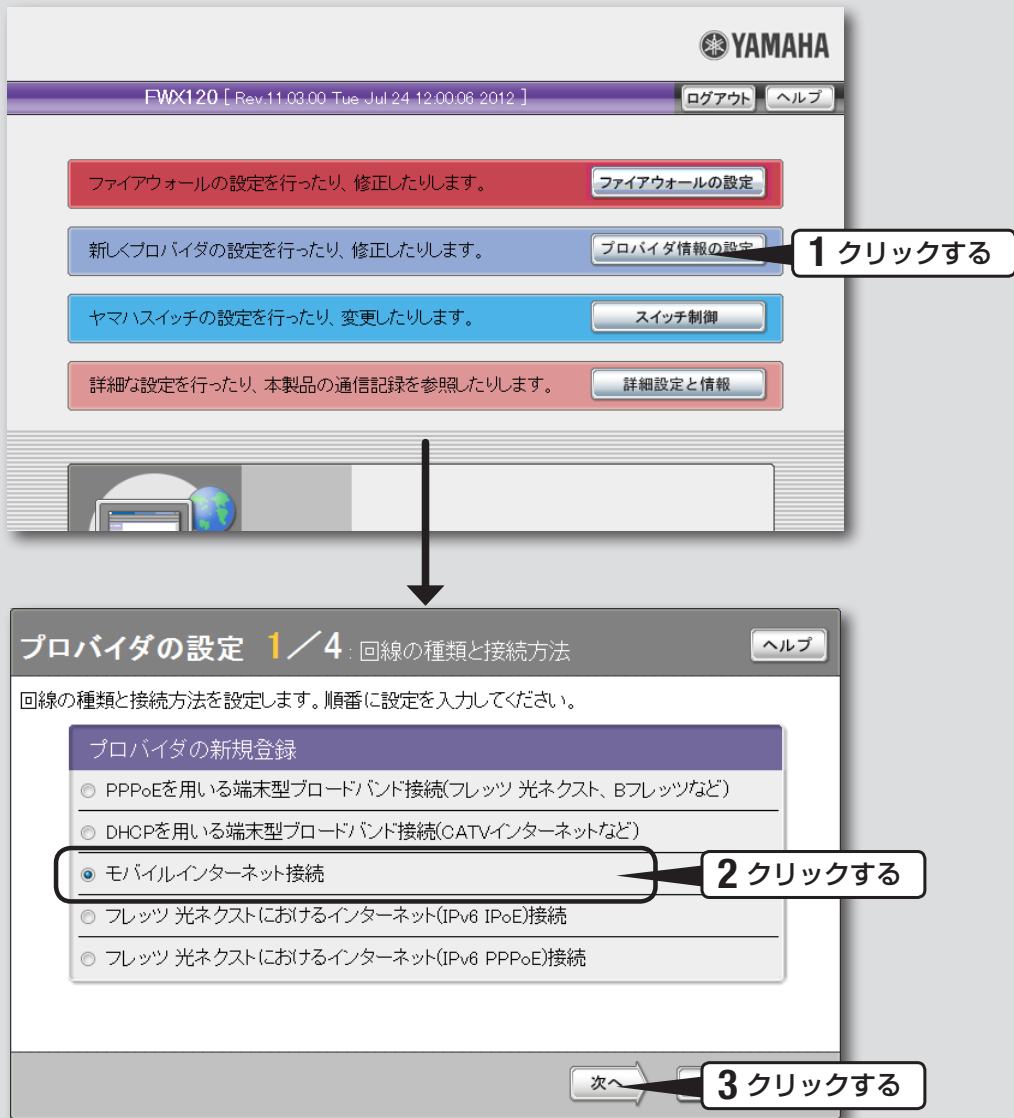 YAMAHA
FWX120 [ Rev.11.03.00 Tue Jul 24 12:00:06 2012 ]
ログアウト
ヘルプ
ファイアウォールの設定を行ったり、修正したりします。
ファイアウォールの設定
新しくプロバイダの設定を行ったり、修正したりします。
プロバイダ情報の設定
1 クリックする
ヤマハスイッチの設定を行ったり、変更したりします。
スイッチ制御
詳細な設定を行ったり、本製品の通信記録を参照したりします。
詳細設定と情報
プロバイダの設定 1/4 : 回線の種類と接続方法
ヘルプ
回線の種類と接続方法を設定します。順番に設定を入力してください。
プロバイダの新規登録
PPPoEを用いる端末型ブロードバンド接続(フレッツ 光ネクスト、Bフレッツなど)
DHCPを用いる端末型ブロードバンド接続(CATVインターネットなど)
モバイルインターネット接続
2 クリックする
フレッツ 光ネクストにおけるインターネット(IPv6 IPoE)接続
フレッツ 光ネクストにおけるインターネット(IPv6 PPPoE)接続
次へ
3 クリックする